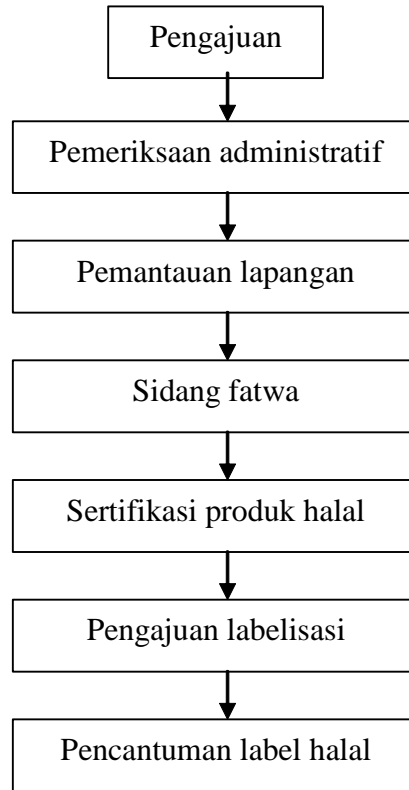 Pengajuan
Pemeriksaan administratif
Pemantauan lapangan
Sidang fatwa
Sertifikasi produk halal
Pengajuan labelisasi
Pencantuman label halal